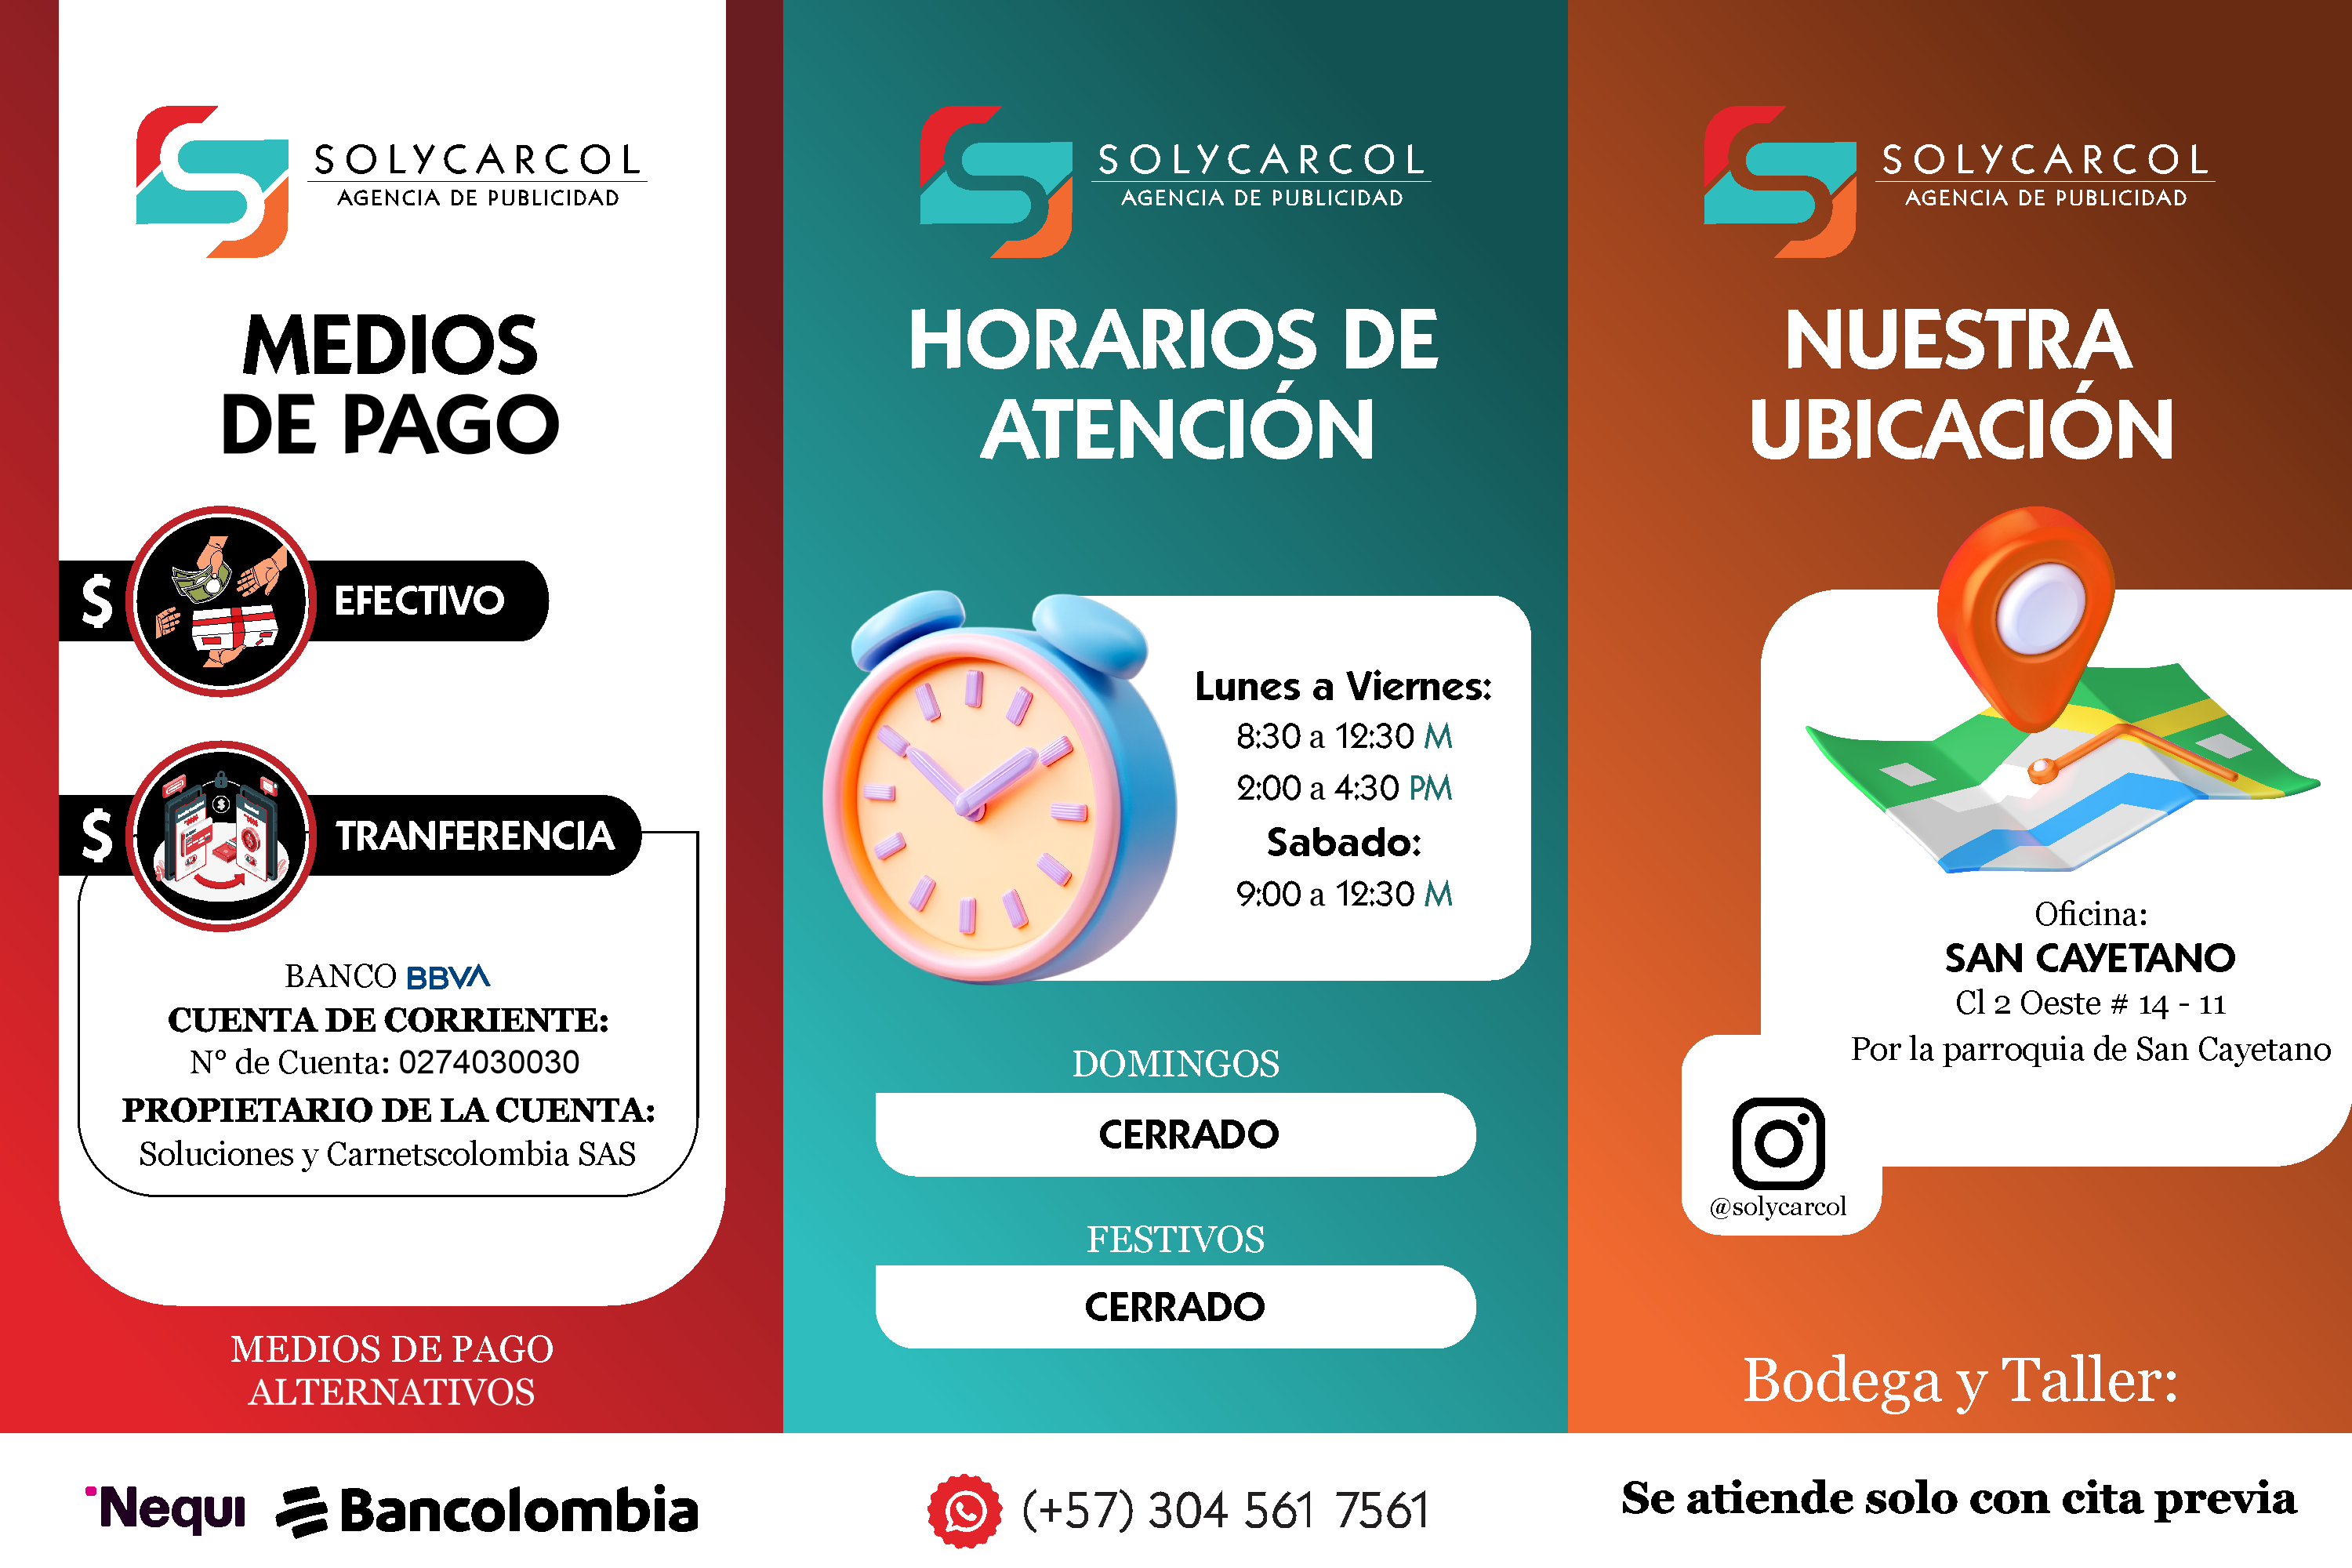 SOLYCARCOL
AGENCIA DE PUBLICIDAD
MEDIOS
DE PAGO
$ EFECTIVO
$ TRANFERENCIA
BANCO BBVA
CUENTA DE CORRIENTE:
N° de Cuenta: 0274030030
PROPIETARIO DE LA CUENTA:
Soluciones y Carnetscolombia SAS
MEDIOS DE PAGO
ALTERNATIVOS
Nequi Bancolombia
SOLYCARCOL
AGENCIA DE PUBLICIDAD
HORARIOS DE
ATENCIÓN
Lunes a Viernes:
8:30 a 12:30 M
2:00 a 4:30 PM
Sabado:
9:00 a 12:30 M
DOMINGOS
CERRADO
FESTIVOS
CERRADO
(+57) 304 561 7561
SOLYCARCOL
AGENCIA DE PUBLICIDAD
NUESTRA
UBICACIÓN
Oficina:
SAN CAYETANO
Cl 2 Oeste # 14 - 11
Por la parroquia de San Cayetano
@solycarcol
Bodega y Taller:
Se atiende solo con cita previa